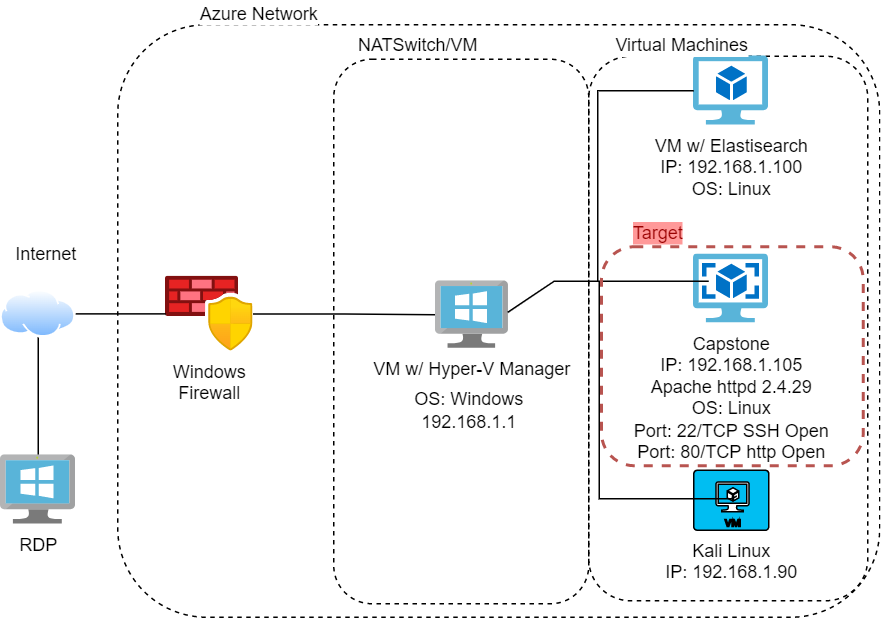 Azure Network
NATSwitch/VM
Virtual Machines
VM w/ Elastisearch
IP: 192.168.1.100
OS: Linux
Target
Internet
Capstone
IP: 192.168.1.105
Apache httpd 2.4.29
OS: Linux
Port: 22/TCP SSH Open
Port: 80/TCP http Open
Windows
Firewall
VM w/ Hyper-V Manager
OS: Windows
192.168.1.1
RDP
VM
Kali Linux
IP: 192.168.1.90